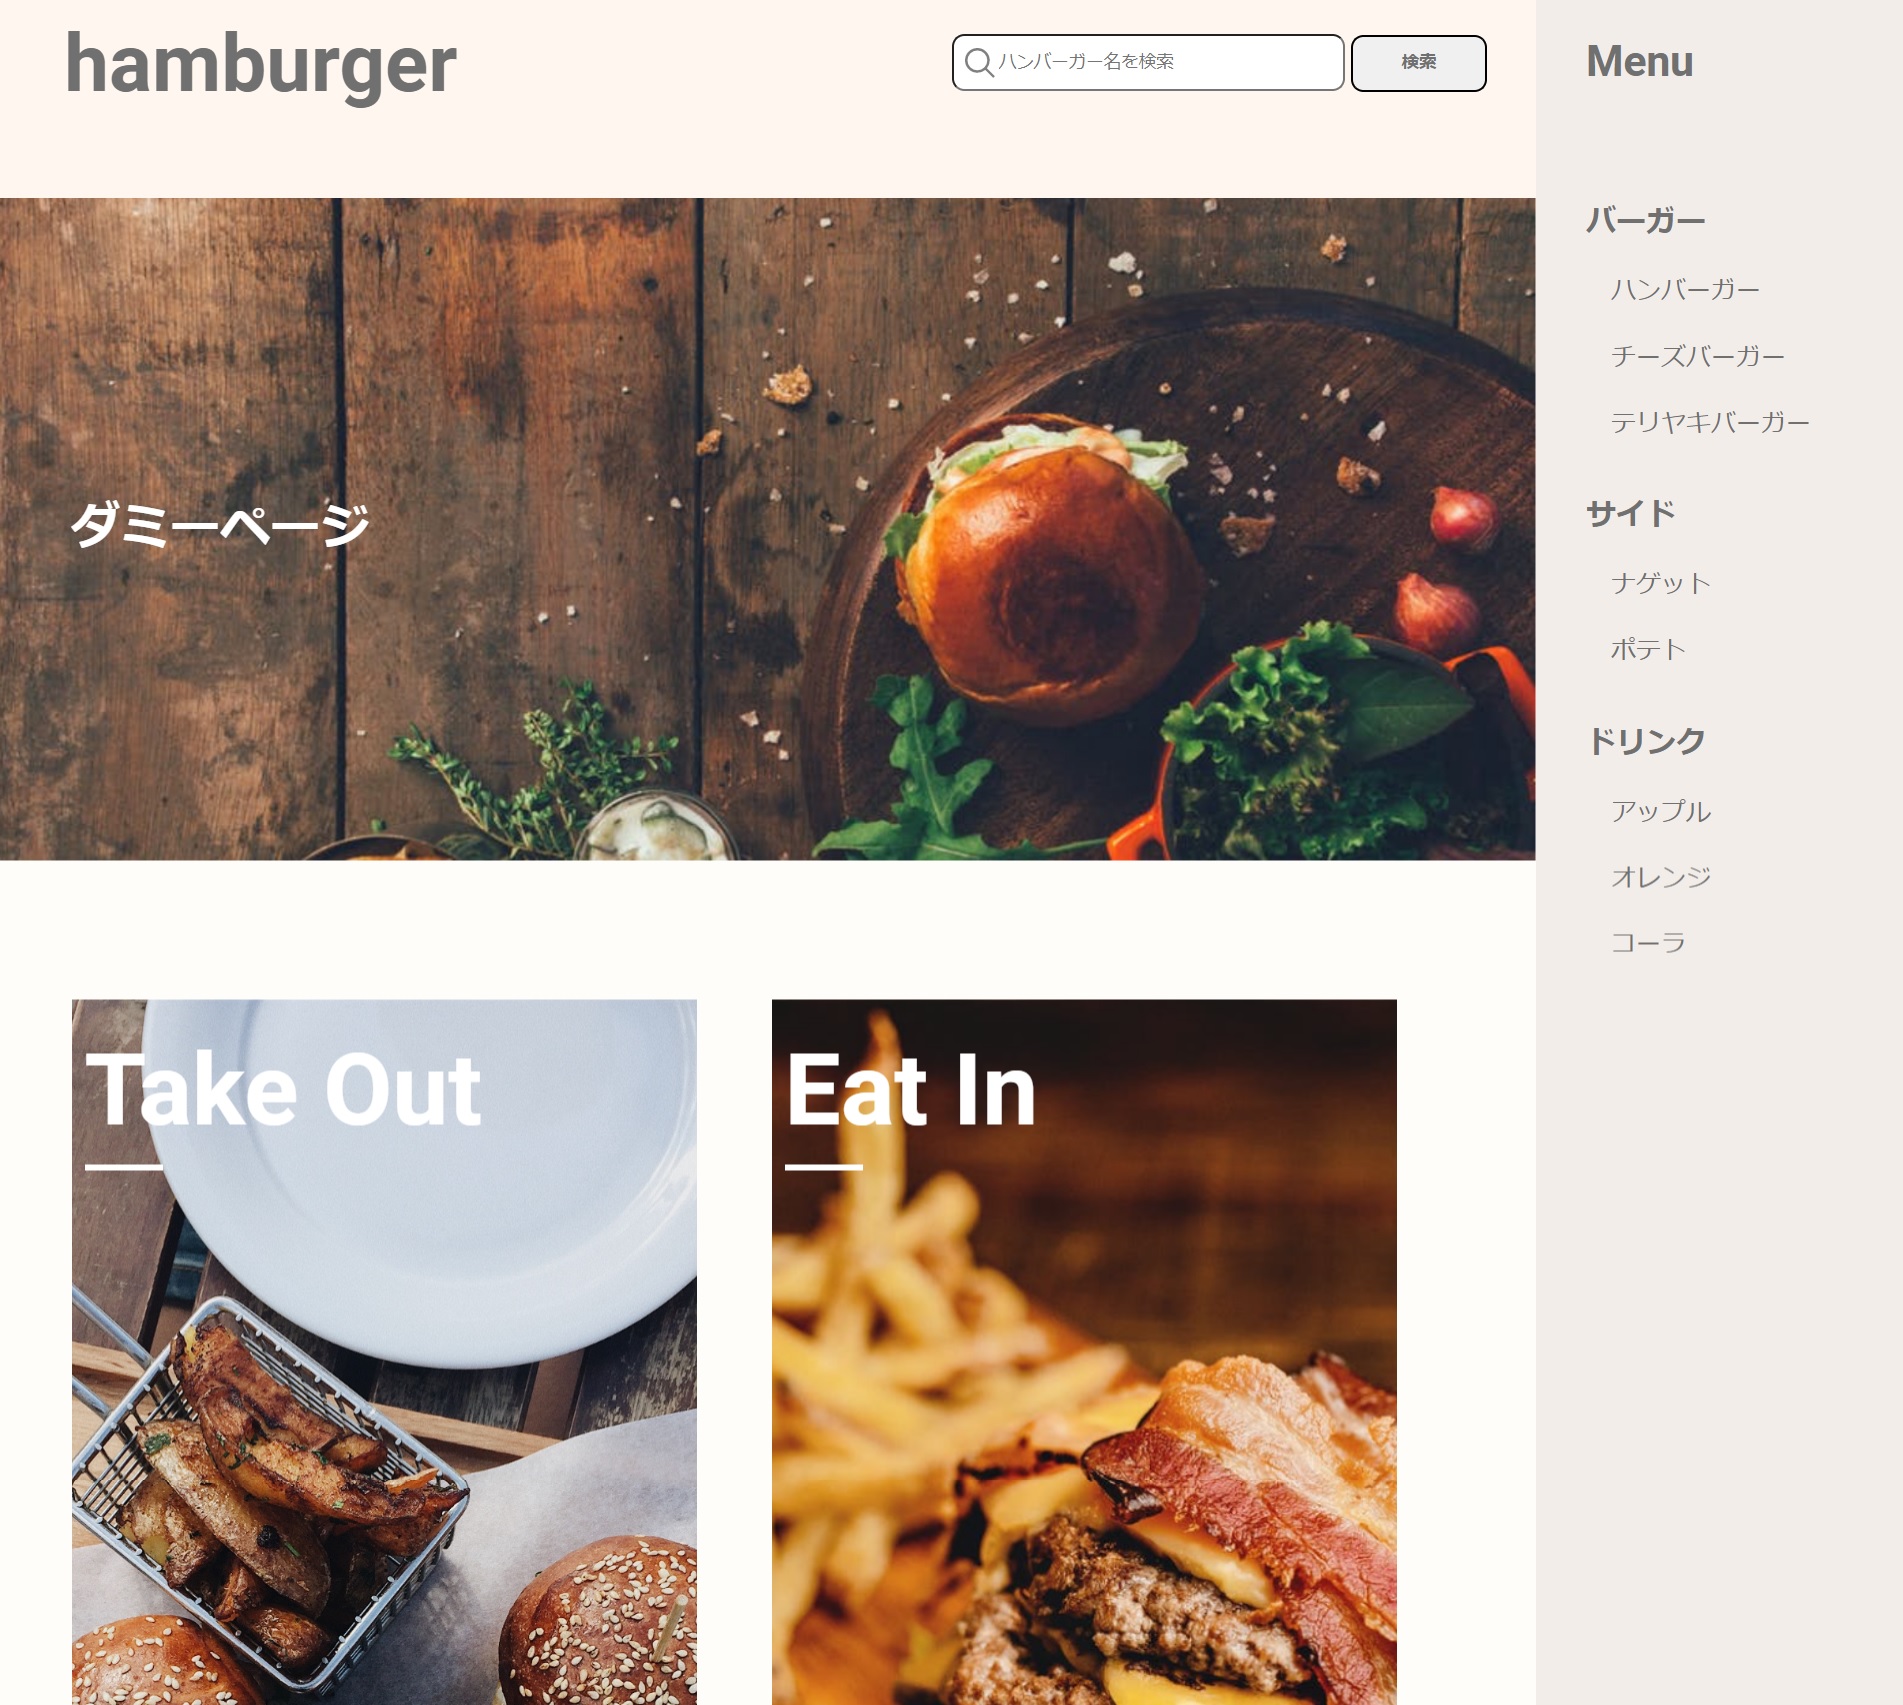 hamburger
ハンバーガー名を検索
検索
Menu
バーガー
ハンバーガー
チーズバーガー
テリヤキバーガー
サイド
ナゲット
ポテト
ドリンク
アップル
オレンジ
コーラ
ダミーページ
Take Out
Eat In